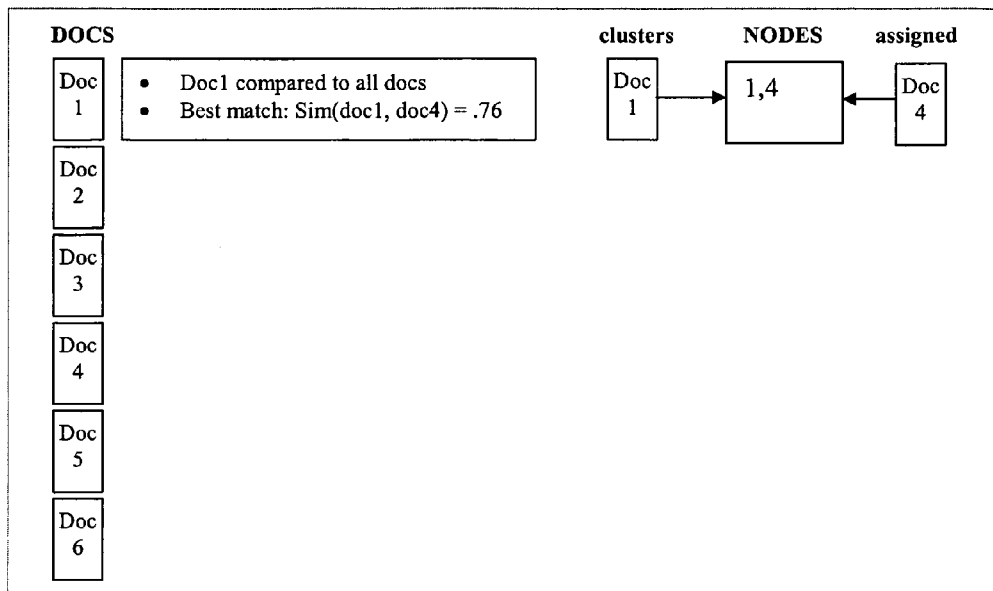 DOCS
clusters NODES assigned
Doc
1
• Doc1 compared to all docs
• Best match: Sim(doc1, doc4) = .76
Doc
1
1,4
Doc
4
Doc
2
Doc
3
Doc
4
Doc
5
Doc
6